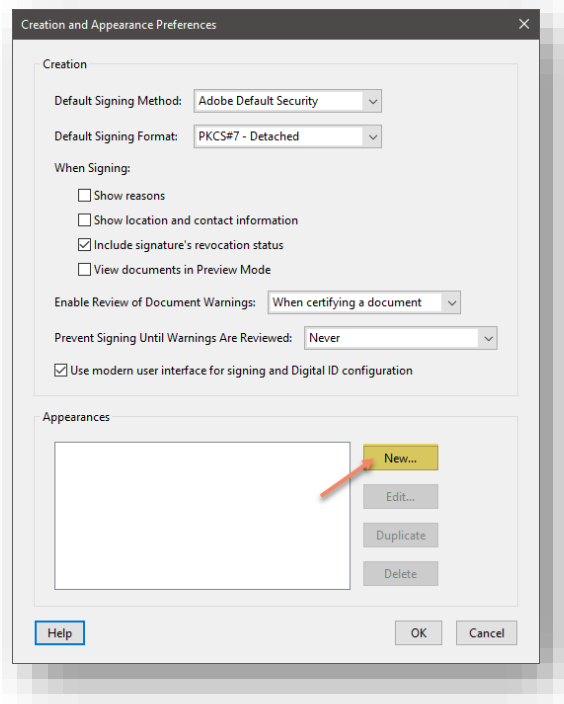 Creation and Appearance Preferences
Creation
Default Signing Method: Adobe Default Security
Default Signing Format: PKCS#7 - Detached
When Signing:
Show reasons
Show location and contact information
Include signature's revocation status
View documents in Preview Mode
Enable Review of Document Warnings: When certifying a document
Prevent Signing Until Warnings Are Reviewed: Never
Use modern user interface for signing and Digital ID configuration
Appearances
New...
Edit...
Duplicate
Delete
Help OK Cancel